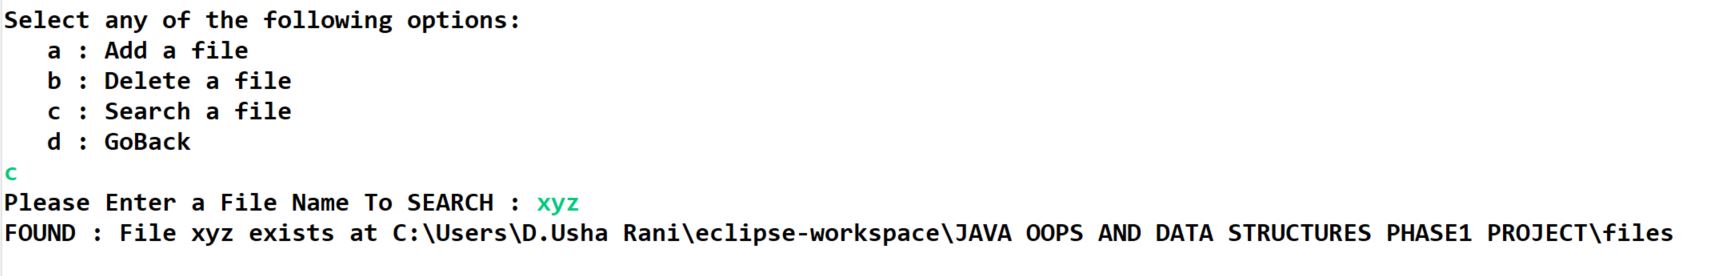 Select any of the following options:
a : Add a file
b : Delete a file
c : Search a file
d : GoBack
c
Please Enter a File Name To SEARCH : xyz
FOUND : File xyz exists at C:\Users\D.Usha Rani\eclipse-workspace\JAVA OOPS AND DATA STRUCTURES PHASE1 PROJECT\files